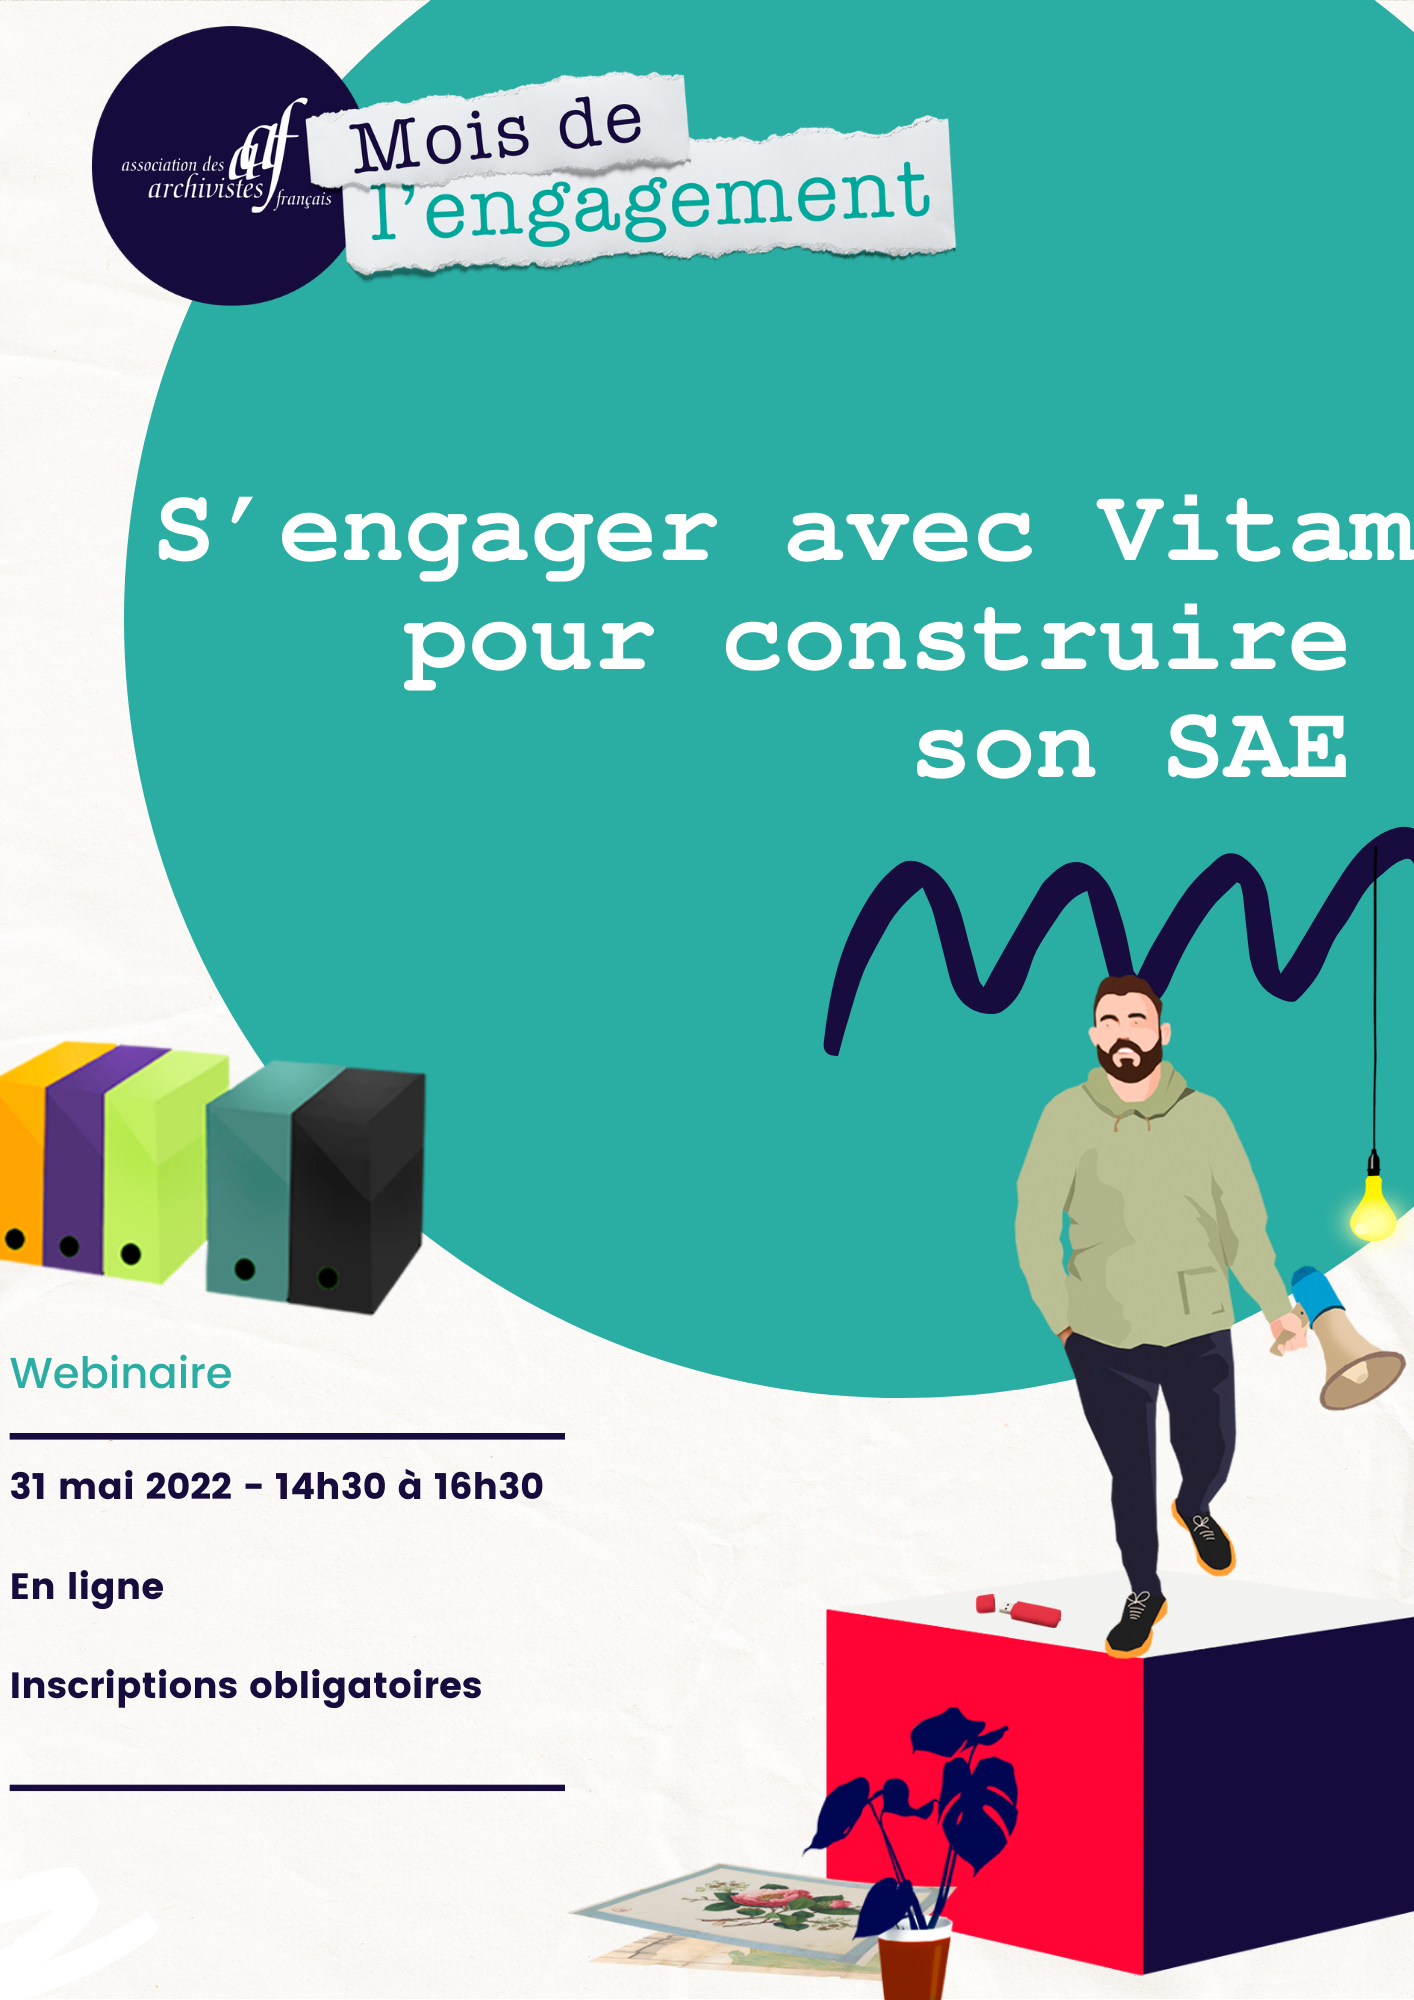 aaf
association des
archivistes
français
Mois de
l'engagement
S'engager avec Vitam
pour construire
son SAE
Webinaire
31 mai 2022 - 14h30 à 16h30
En ligne
Inscriptions obligatoires